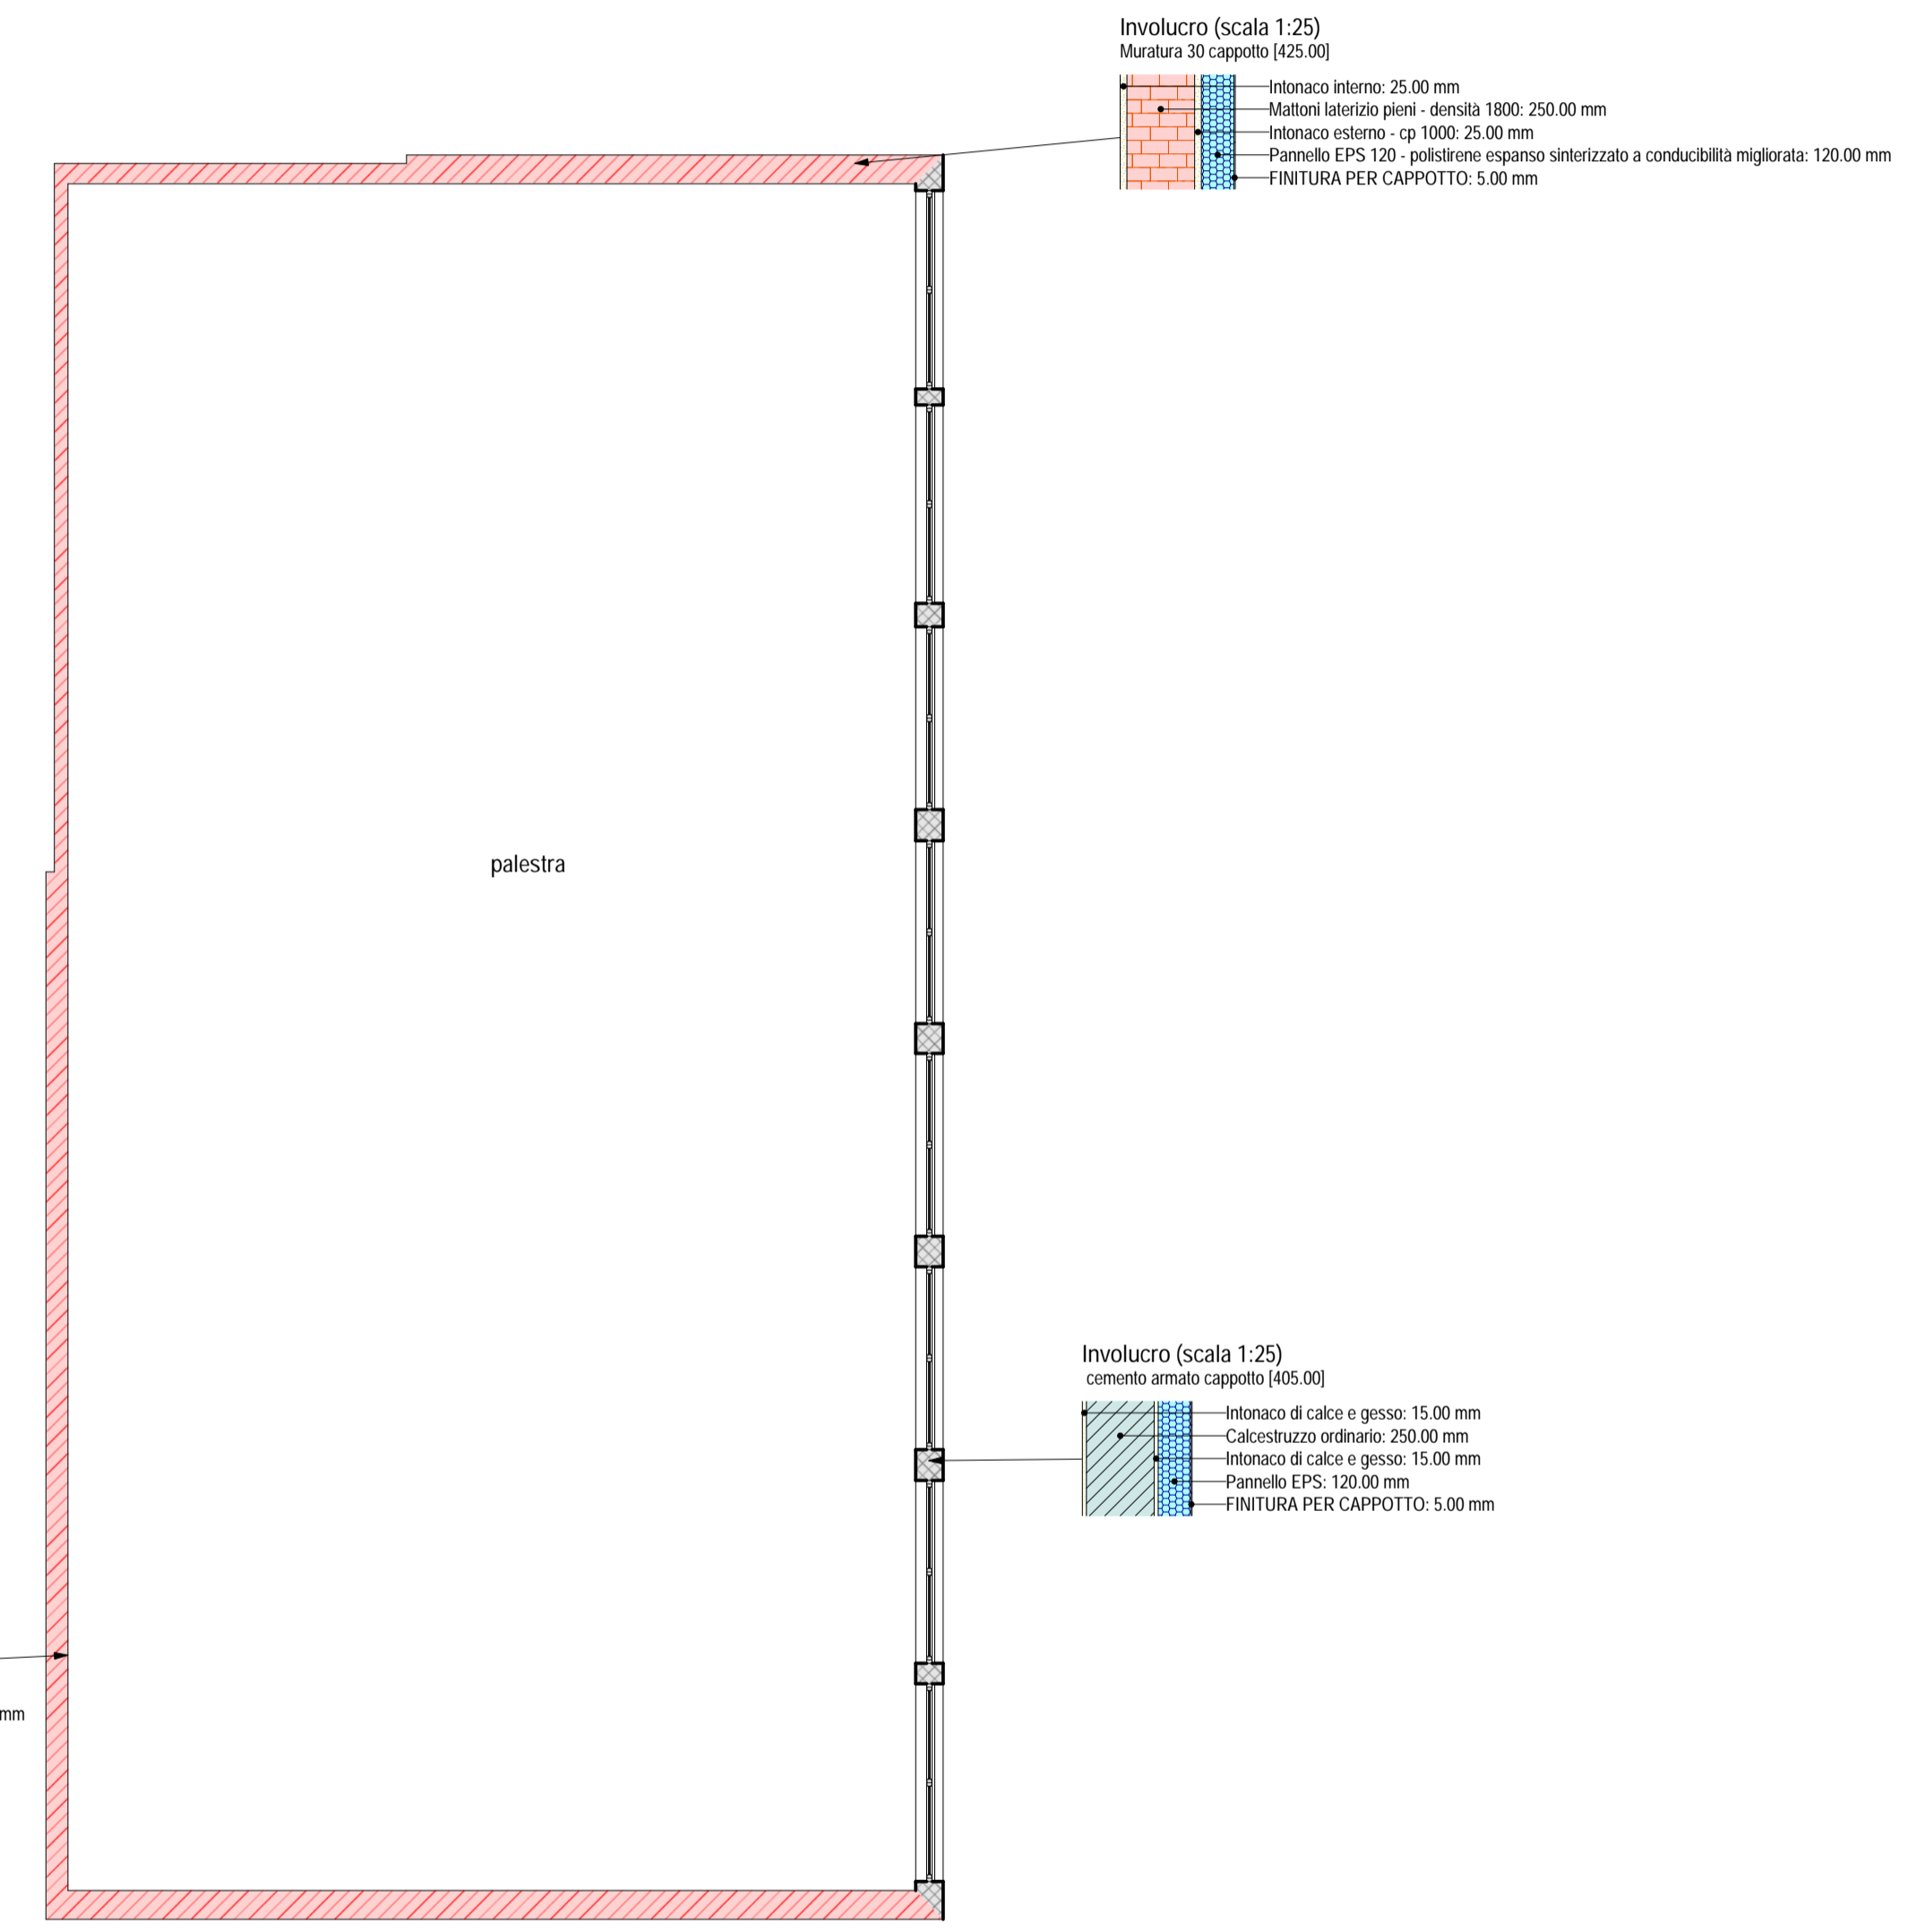 Involucro (scala 1:25)
Muratura 30 cappotto [425.00]
Intonaco interno: 25.00 mm
Mattoni laterizio pieni - densità 1800: 250.00 mm
Intonaco esterno - cp 1000: 25.00 mm
Pannello EPS 120 - polistirene espanso sinterizzato a conducibilità migliorata: 120.00 mm
FINITURA PER CAPPOTTO: 5.00 mm
palestra
Involucro (scala 1:25)
cemento armato cappotto [405.00]
Intonaco di calce e gesso: 15.00 mm
Calcestruzzo ordinario: 250.00 mm
Intonaco di calce e gesso: 15.00 mm
Pannello EPS: 120.00 mm
FINITURA PER CAPPOTTO: 5.00 mm
mm